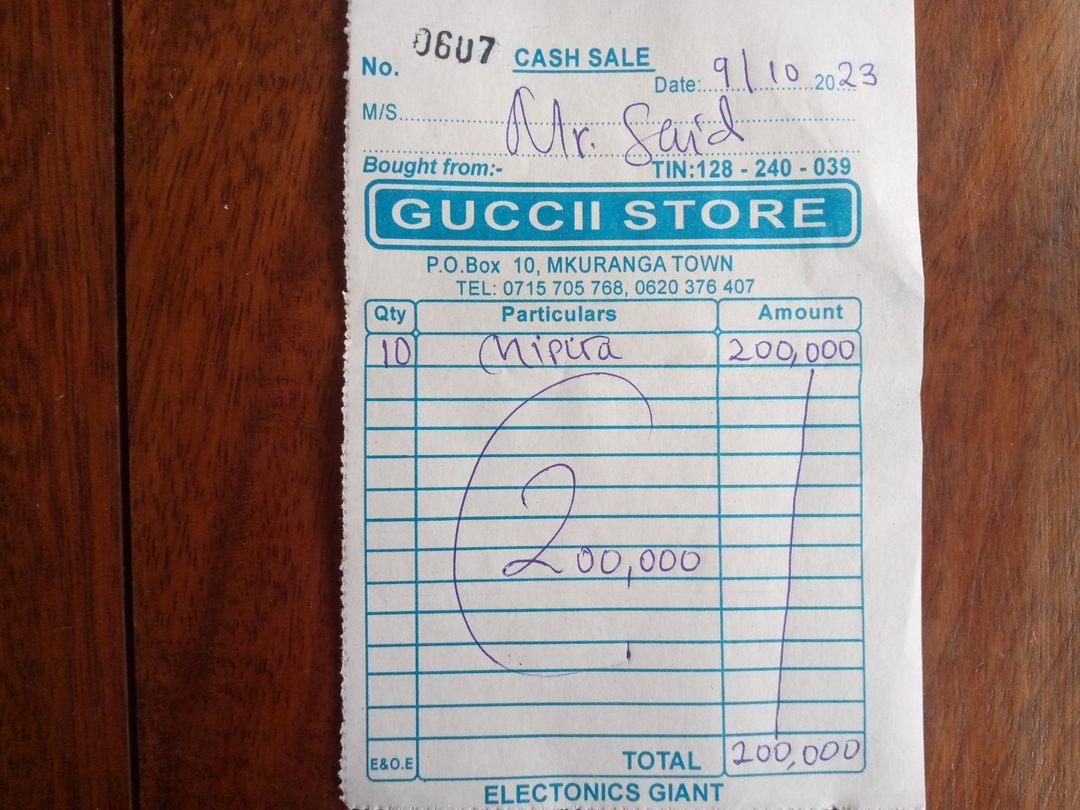 No. 0607 CASH SALE
Date: 9/10 2023
M/S Mr. Said
Bought from:- TIN:128 - 240 - 039
GUCCII STORE
P.O.Box 10, MKURANGA TOWN
TEL: 0715 705 768, 0620 376 407
Qty Particulars Amount
10 Mipira 200,000
200,000
E&O.E TOTAL 200,000
ELECTONICS GIANT